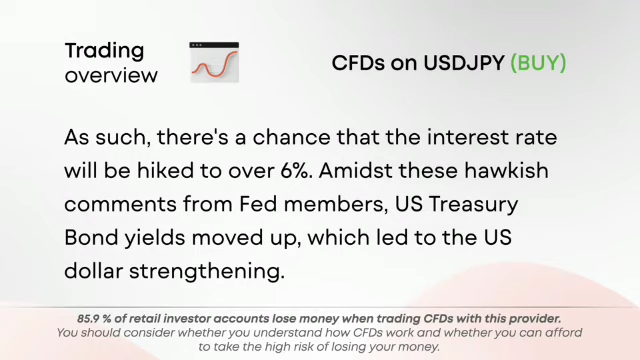 Trading
overview
CFDs on USDJPY (BUY)
As such, there's a chance that the interest rate
will be hiked to over 6%. Amidst these hawkish
comments from Fed members, US Treasury
Bond yields moved up, which led to the US
dollar strengthening.
85.9 % of retail investor accounts lose money when trading CFDs with this provider.
You should consider whether you understand how CFDs work and whether you can afford
to take the high risk of losing your money.